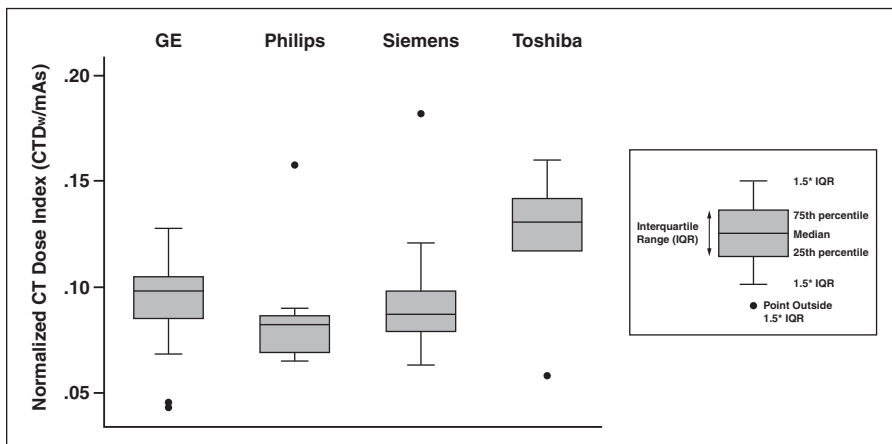 GE Philips Siemens Toshiba
Normalized CT Dose Index (CTDw/mAs)
.20
.15
.10
.05
1.5* IQR
75th percentile
Interquartile
Range (IQR)
Median
25th percentile
1.5* IQR
Point Outside
1.5* IQR